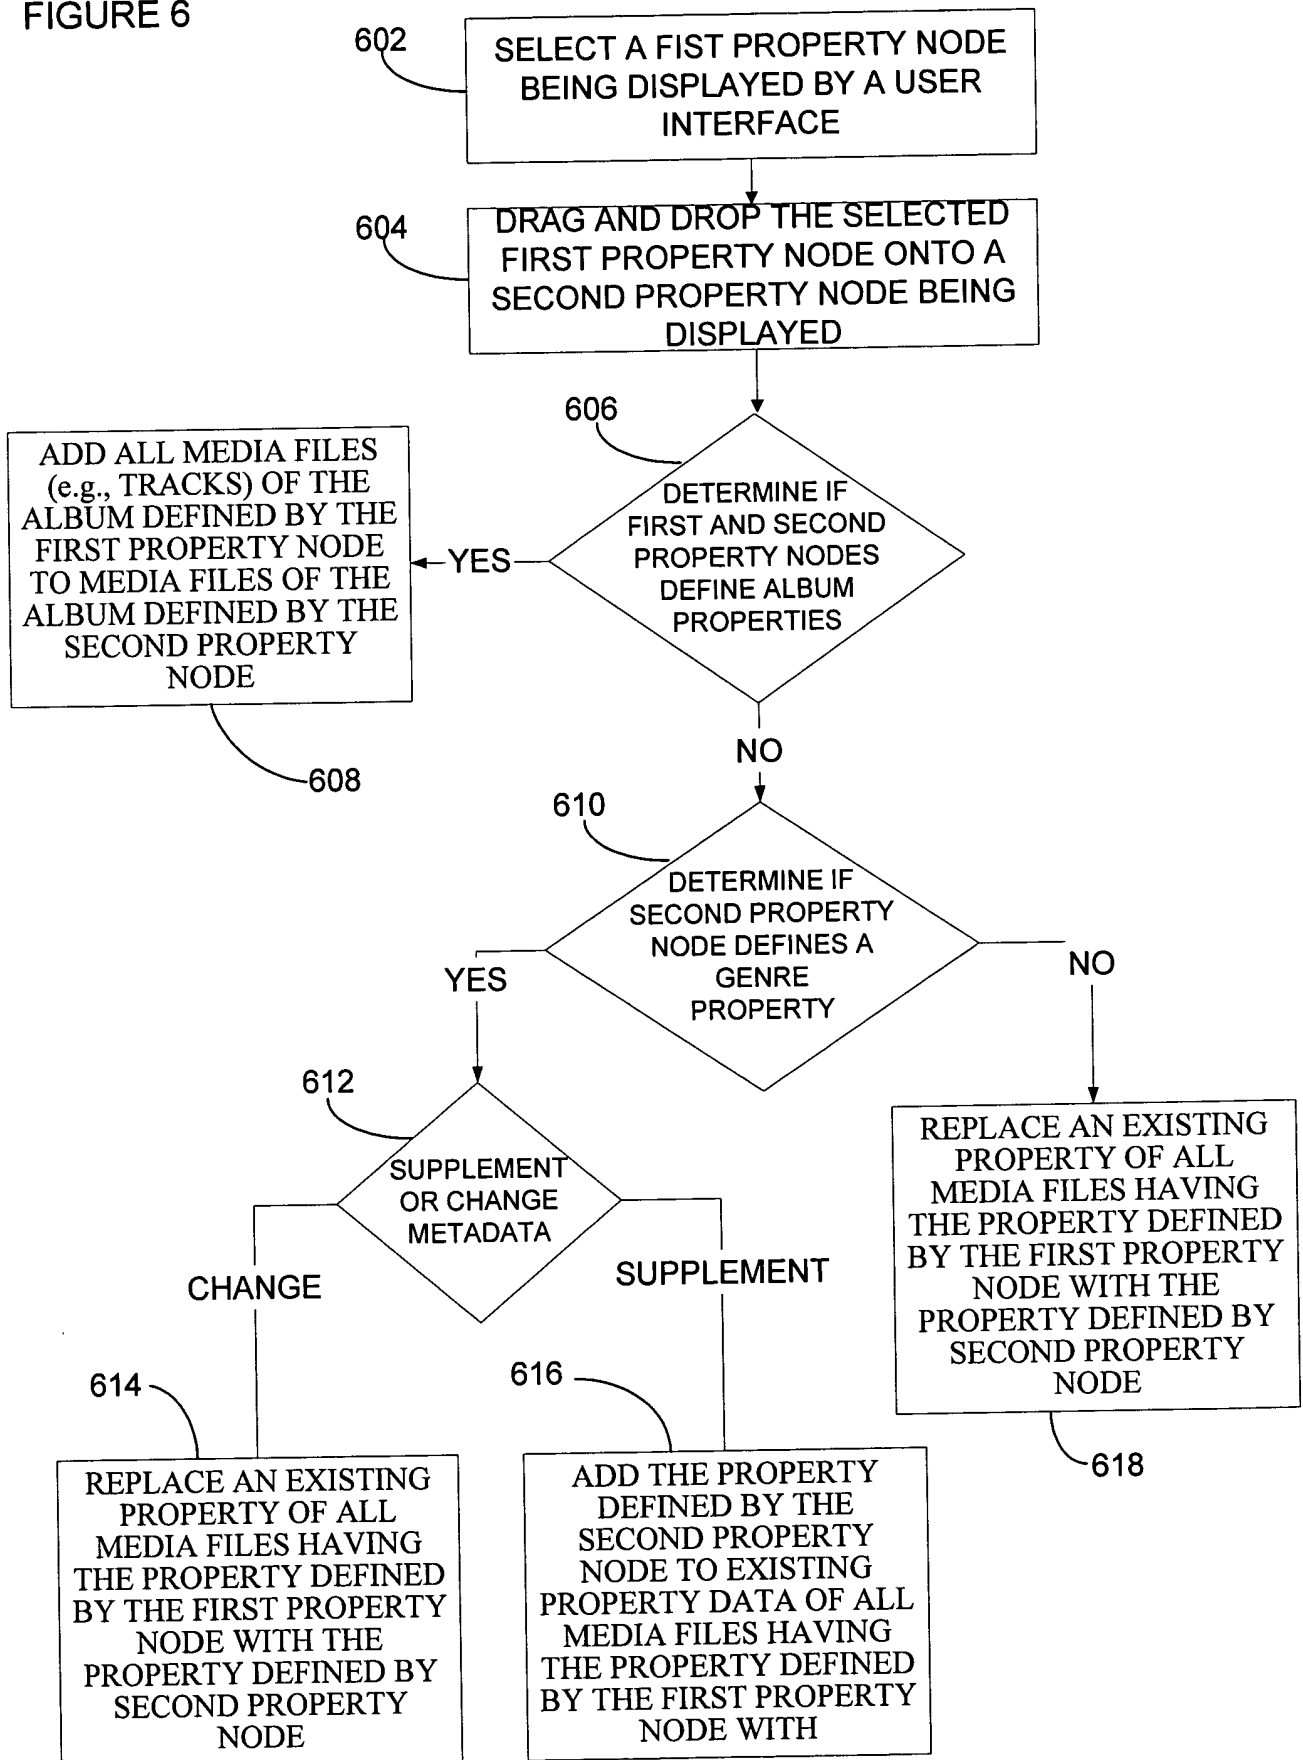 FIGURE 6
602
SELECT A FIST PROPERTY NODE
BEING DISPLAYED BY A USER
INTERFACE
604
DRAG AND DROP THE SELECTED
FIRST PROPERTY NODE ONTO A
SECOND PROPERTY NODE BEING
DISPLAYED
606
DETERMINE IF
FIRST AND SECOND
PROPERTY NODES
DEFINE ALBUM
PROPERTIES
YES
ADD ALL MEDIA FILES
(e.g., TRACKS) OF THE
ALBUM DEFINED BY THE
FIRST PROPERTY NODE
TO MEDIA FILES OF THE
ALBUM DEFINED BY THE
SECOND PROPERTY
NODE
608
NO
610
DETERMINE IF
SECOND PROPERTY
NODE DEFINES A
GENRE
PROPERTY
YES
NO
612
SUPPLEMENT
OR CHANGE
METADATA
CHANGE
SUPPLEMENT
REPLACE AN EXISTING
PROPERTY OF ALL
MEDIA FILES HAVING
THE PROPERTY DEFINED
BY THE FIRST PROPERTY
NODE WITH THE
PROPERTY DEFINED BY
SECOND PROPERTY
NODE
618
614
REPLACE AN EXISTING
PROPERTY OF ALL
MEDIA FILES HAVING
THE PROPERTY DEFINED
BY THE FIRST PROPERTY
NODE WITH THE
PROPERTY DEFINED BY
SECOND PROPERTY
NODE
616
ADD THE PROPERTY
DEFINED BY THE
SECOND PROPERTY
NODE TO EXISTING
PROPERTY DATA OF ALL
MEDIA FILES HAVING
THE PROPERTY DEFINED
BY THE FIRST PROPERTY
NODE WITH